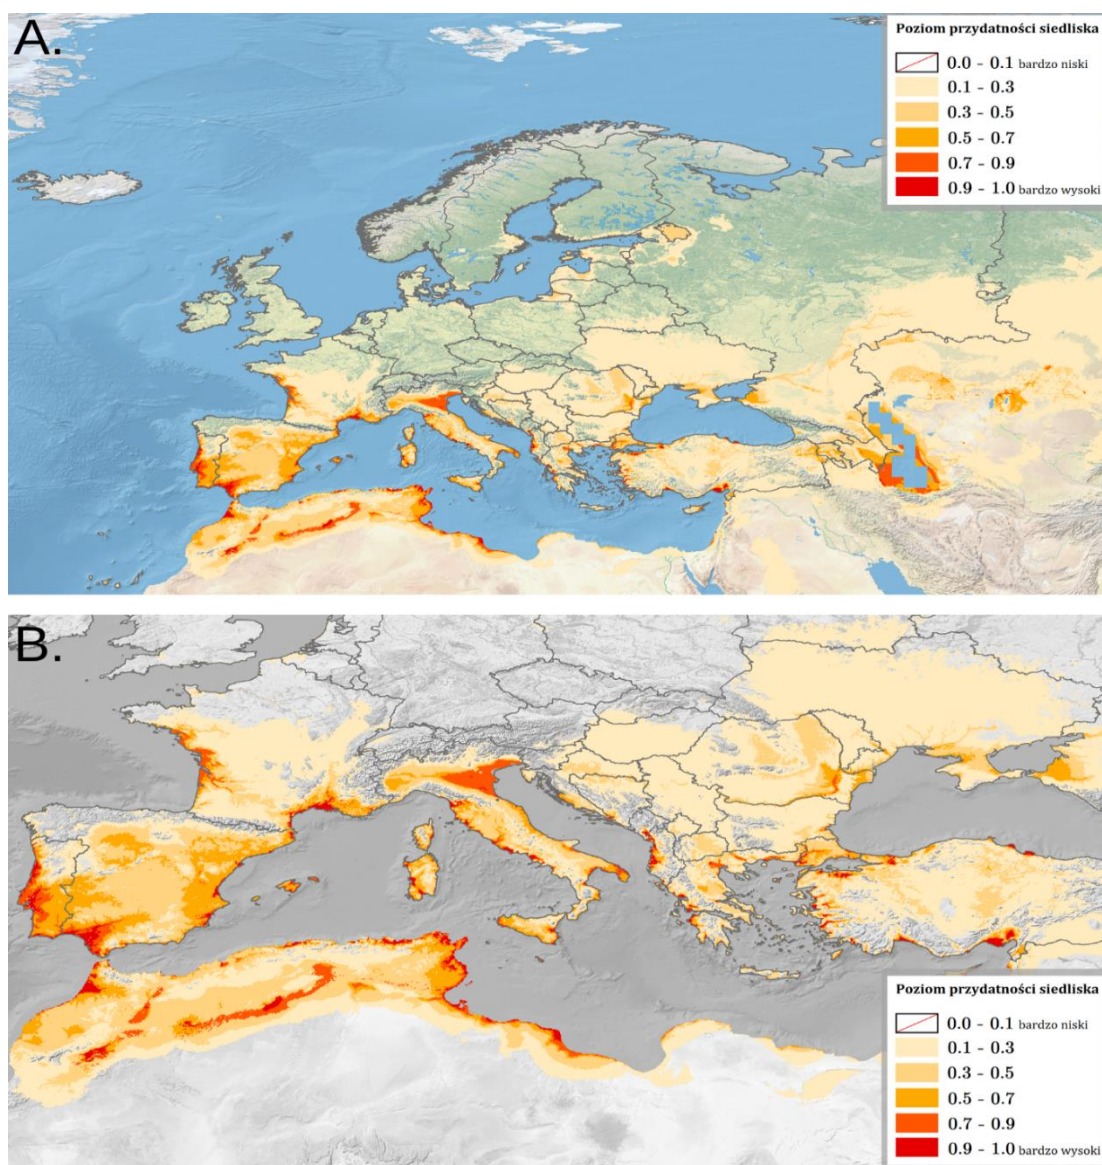 A.
Poziom przydatności siedliska
0.0 - 0.1 bardzo niski
0.1 - 0.3
0.3 - 0.5
0.5 - 0.7
0.7 - 0.9
0.9 - 1.0 bardzo wysoki
B.
Poziom przydatności siedliska
0.0 - 0.1 bardzo niski
0.1 - 0.3
0.3 - 0.5
0.5 - 0.7
0.7 - 0.9
0.9 - 1.0 bardzo wysoki